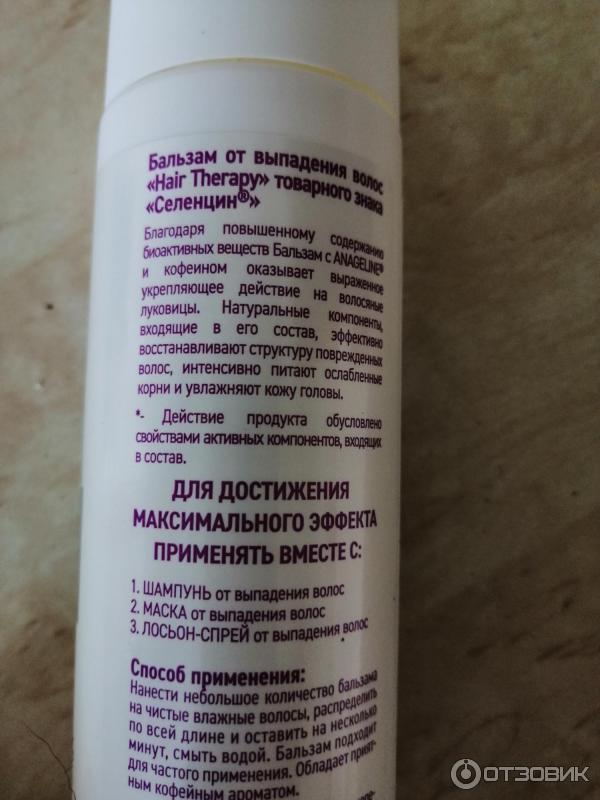 Бальзам от выпадения волос
«Hair Therapy» товарного знака
«Селенцин®»
Благодаря повышенному содержанию
биоактивных веществ Бальзам с ANAGELINE®
и кофеином оказывает выраженное
укрепляющее действие на волосяные
луковицы. Натуральные компоненты,
входящие в его состав, эффективно
восстанавливают структуру поврежденных
волос, интенсивно питают ослабленные
корни и увлажняют кожу головы.
*- Действие продукта обусловлено
свойствами активных компонентов, входящих
в состав.
ДЛЯ ДОСТИЖЕНИЯ
МАКСИМАЛЬНОГО ЭФФЕКТА
ПРИМЕНЯТЬ ВМЕСТЕ С:
1. ШАМПУНЬ от выпадения волос
2. МАСКА от выпадения волос
3. ЛОСЬОН-СПРЕЙ от выпадения волос
Способ применения:
Нанести небольшое количество бальзама
на чистые влажные волосы, распределить
по всей длине и оставить на несколько
минут, смыть водой. Бальзам подходит
для частого применения. Обладает прият-
ным кофейным ароматом.
ОТЗОВИК